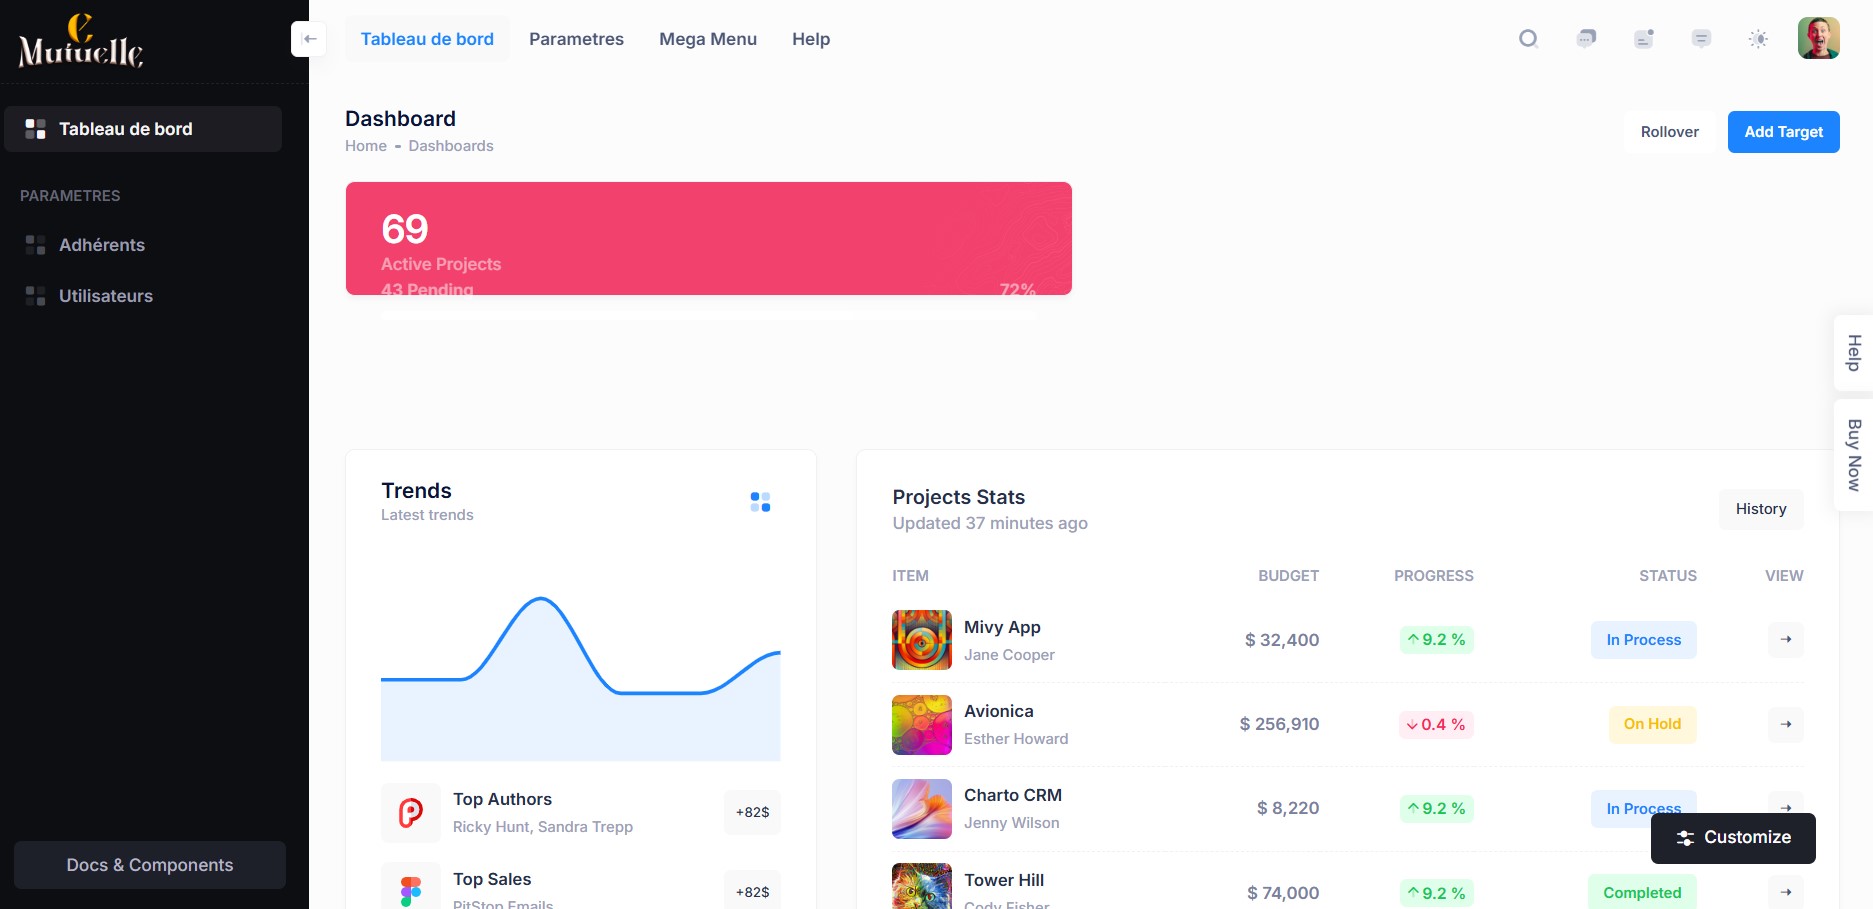 e
Mutuelle
Tableau de bord
Parametres
Mega Menu
Help
Tableau de bord
PARAMETRES
Adhérents
Utilisateurs
Docs & Components
Dashboard
Home - Dashboards
Rollover
Add Target
69
Active Projects
43 Pending
72%
Help
Buy Now
Trends
Latest trends
Top Authors
Ricky Hunt, Sandra Trepp
+82$
Top Sales
PitStop Emails
+82$
Projects Stats
Updated 37 minutes ago
History
ITEM BUDGET PROGRESS STATUS VIEW
Mivy App
Jane Cooper
$ 32,400
9.2 %
In Process
Avionica
Esther Howard
$ 256,910
0.4 %
On Hold
Charto CRM
Jenny Wilson
$ 8,220
9.2 %
In Process
Tower Hill
Cody Fisher
$ 74,000
9.2 %
Completed
Customize